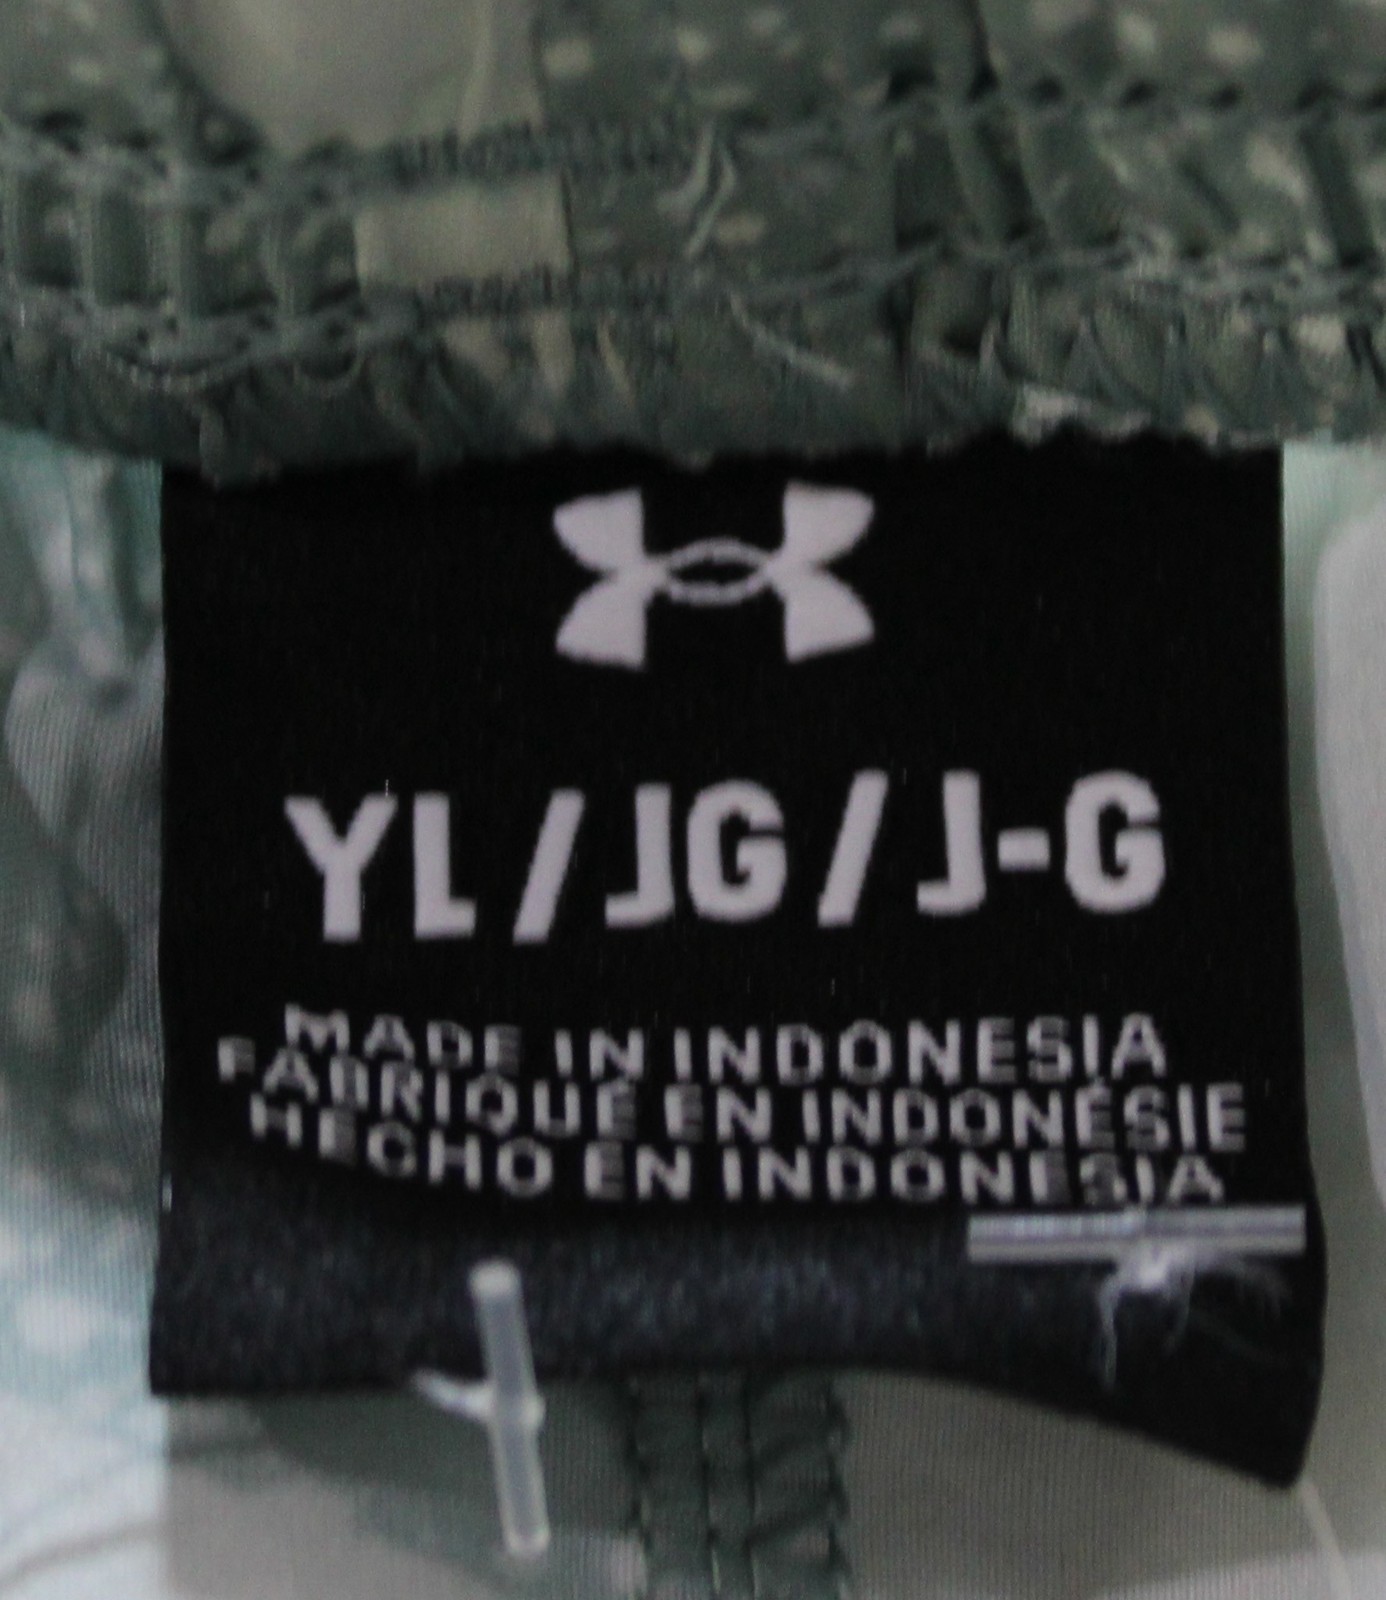 YL/JG/J-G
MADE IN INDONESIA
FABRIQUÉ EN INDONÉSIE
HECHO EN INDONESIA